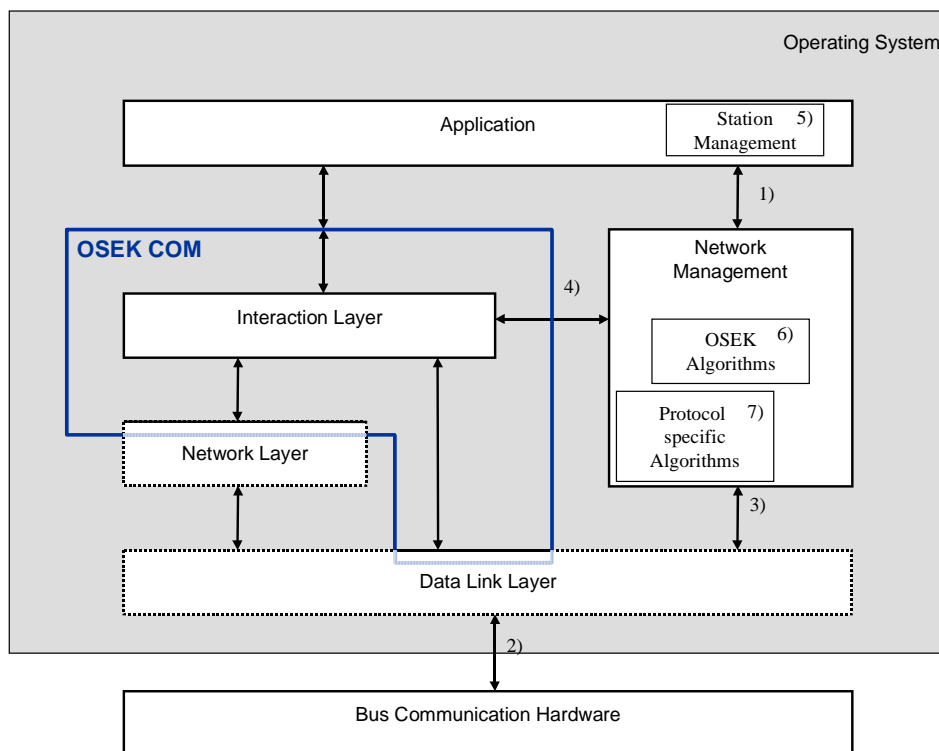 Operating System
Application
Station 5)
Management
1)
OSEK COM
Network
Management
4)
Interaction Layer
OSEK 6)
Algorithms
Protocol 7)
specific
Algorithms
Network Layer
3)
Data Link Layer
2)
Bus Communication Hardware